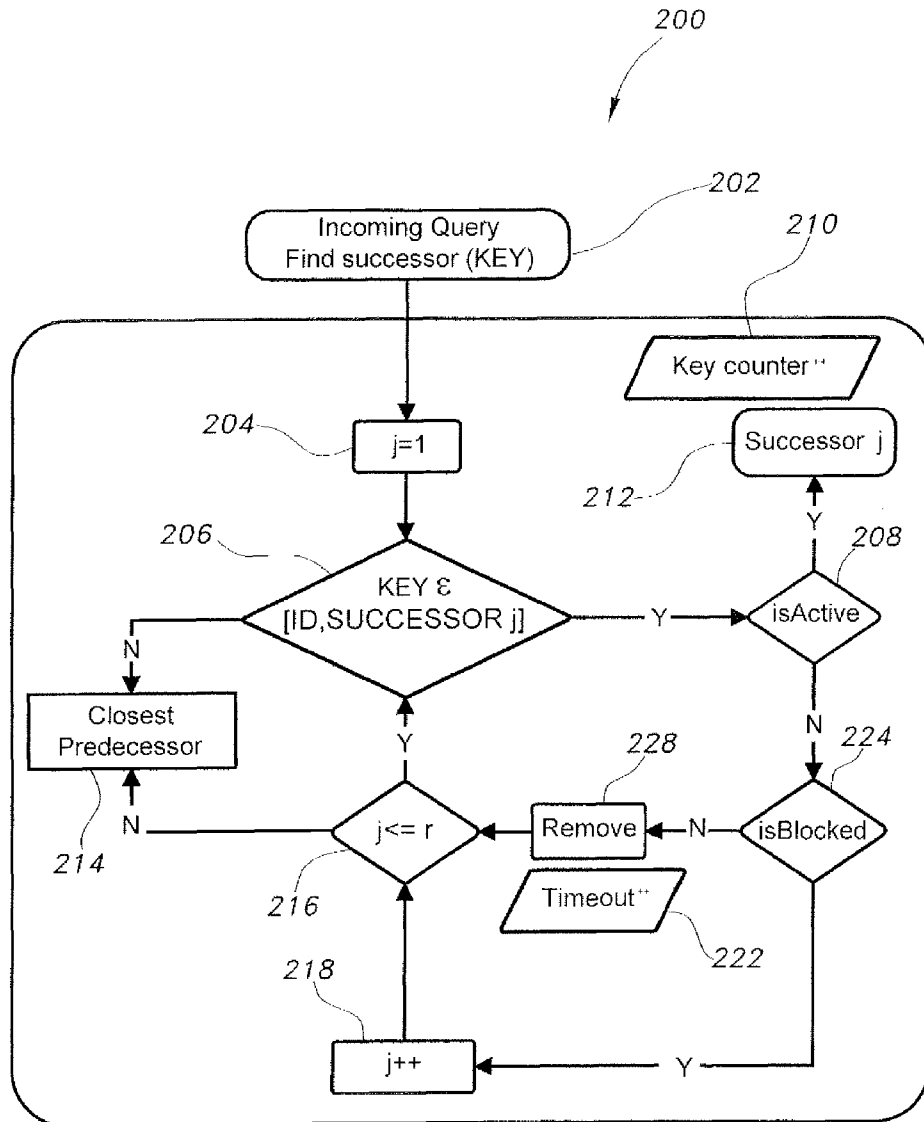 200
202
Incoming Query
Find successor (KEY)
210
Key counter++
204
j=1
Successor j
212
Y
206
208
KEY ε
[ID,SUCCESSOR j]
Y
isActive
N
N
Closest
Predecessor
Y
228
224
214
N
j<= r
Remove
N
isBlocked
216
Timeout++
222
218
j++
Y